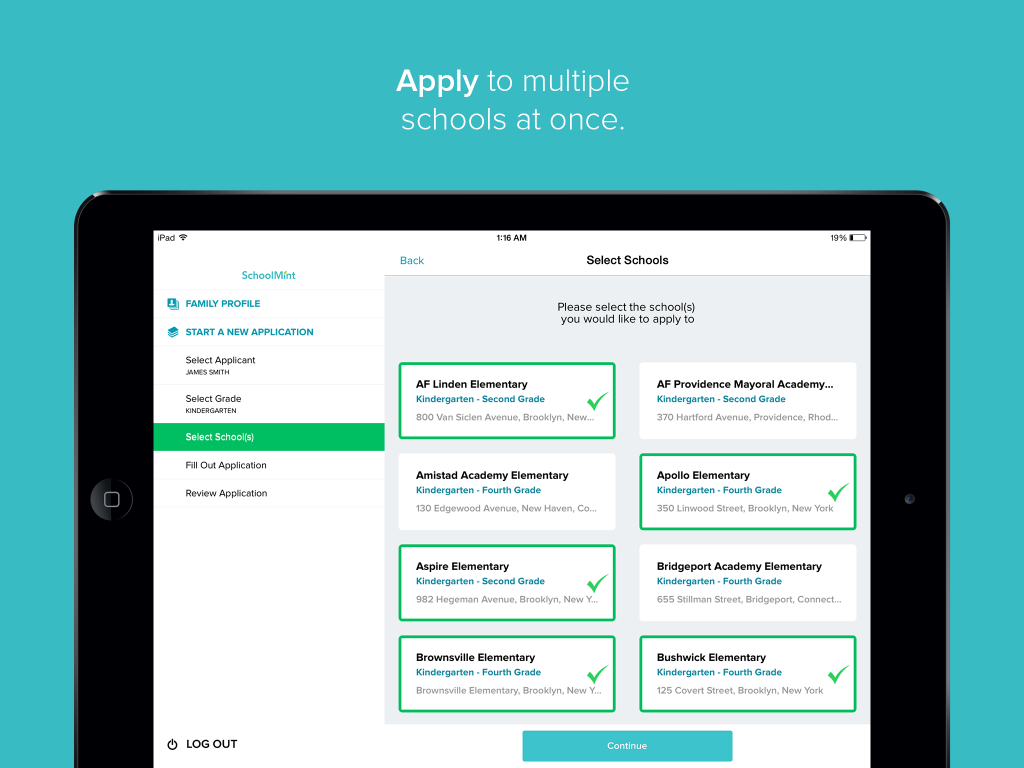 Apply to multiple
schools at once.
iPad
1:16 AM
19%
SchoolMint
FAMILY PROFILE
START A NEW APPLICATION
Select Applicant
JAMES SMITH
Select Grade
KINDERGARTEN
Select School(s)
Fill Out Application
Review Application
LOG OUT
Back
Select Schools
Please select the school(s)
you would like to apply to
AF Linden Elementary
Kindergarten - Second Grade
800 Van Siclen Avenue, Brooklyn, New...
AF Providence Mayoral Academy...
Kindergarten - Second Grade
370 Hartford Avenue, Providence, Rhod...
Amistad Academy Elementary
Kindergarten - Fourth Grade
130 Edgewood Avenue, New Haven, Co...
Apollo Elementary
Kindergarten - Fourth Grade
350 Linwood Street, Brooklyn, New York
Aspire Elementary
Kindergarten - Second Grade
982 Hegeman Avenue, Brooklyn, New Y...
Bridgeport Academy Elementary
Kindergarten - Fourth Grade
655 Stillman Street, Bridgeport, Connect...
Brownsville Elementary
Kindergarten - Fourth Grade
Brownsville Elementary, Brooklyn, New Y...
Bushwick Elementary
Kindergarten - Fourth Grade
125 Covert Street, Brooklyn, New York
Continue